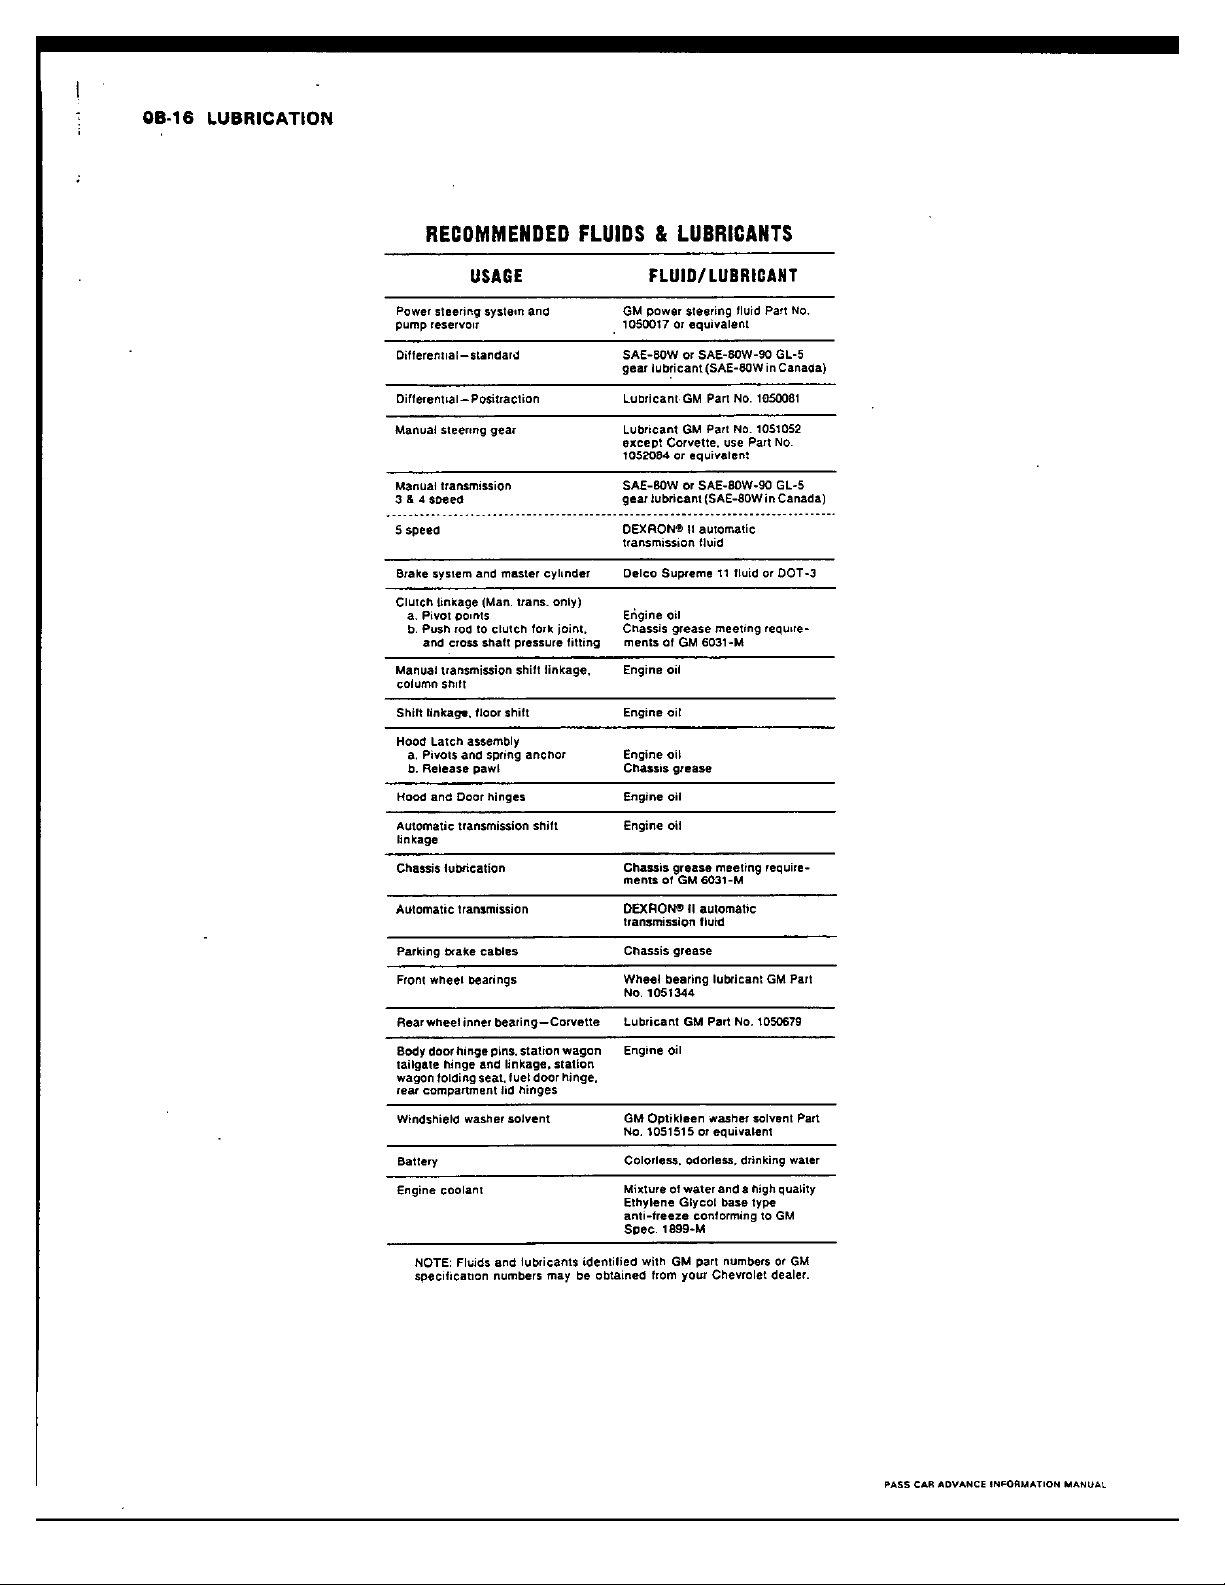 0B-16 LUBRICATION
RECOMMENDED FLUIDS & LUBRICANTS
USAGE FLUID/LUBRICANT
Power steering system and GM power steering fluid Part No.
pump reservoir 1050017 or equivalent
Differential—standard SAE-80W or SAE-80W-90 GL-5
gear lubricant (SAE-80W in Canada)
Differential—Positraction Lubricant GM Part No. 1050081
Manual steering gear Lubricant GM Part No. 1051052
except Corvette, use Part No.
1052084 or equivalent
Manual transmission SAE-80W or SAE-80W-90 GL-5
3 & 4 speed gear lubricant (SAE-80W in Canada)
5 speed DEXRON® II automatic
transmission fluid
Brake system and master cylinder Delco Supreme 11 fluid or DOT-3
Clutch linkage (Man. trans. only)
a. Pivot points Engine oil
b. Push rod to clutch fork joint, Chassis grease meeting require-
and cross shaft pressure fitting ments of GM 6031-M
Manual transmission shift linkage, Engine oil
column shift
Shift linkage, floor shift Engine oil
Hood Latch assembly
a. Pivots and spring anchor Engine oil
b. Release pawl Chassis grease
Hood and Door hinges Engine oil
Automatic transmission shift Engine oil
linkage
Chassis lubrication Chassis grease meeting require-
ments of GM 6031-M
Automatic transmission DEXRON® II automatic
transmission fluid
Parking brake cables Chassis grease
Front wheel bearings Wheel bearing lubricant GM Part
No. 1051344
Rear wheel inner bearing—Corvette Lubricant GM Part No. 1050679
Body door hinge pins, station wagon Engine oil
tailgate hinge and linkage, station
wagon folding seat, fuel door hinge,
rear compartment lid hinges
Windshield washer solvent GM Optikleen washer solvent Part
No. 1051515 or equivalent
Battery Colorless, odorless, drinking water
Engine coolant Mixture of water and a high quality
Ethylene Glycol base type
anti-freeze conforming to GM
Spec. 1899-M
NOTE: Fluids and lubricants identified with GM part numbers or GM
specification numbers may be obtained from your Chevrolet dealer.
PASS CAR ADVANCE INFORMATION MANUAL